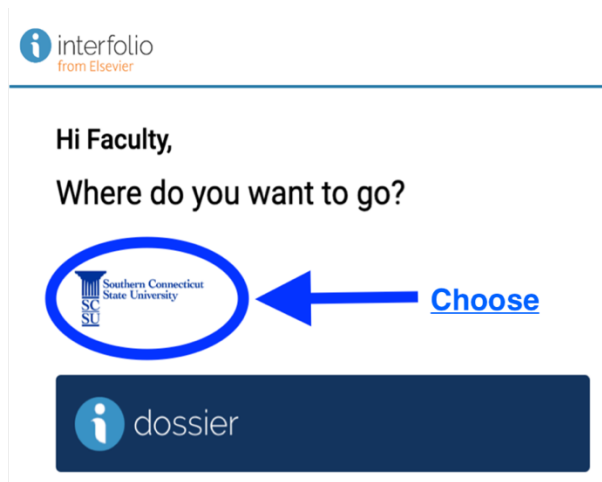 interfolio
from Elsevier
Hi Faculty,
Where do you want to go?
Southern Connecticut
State University
SC
SU
Choose
dossier